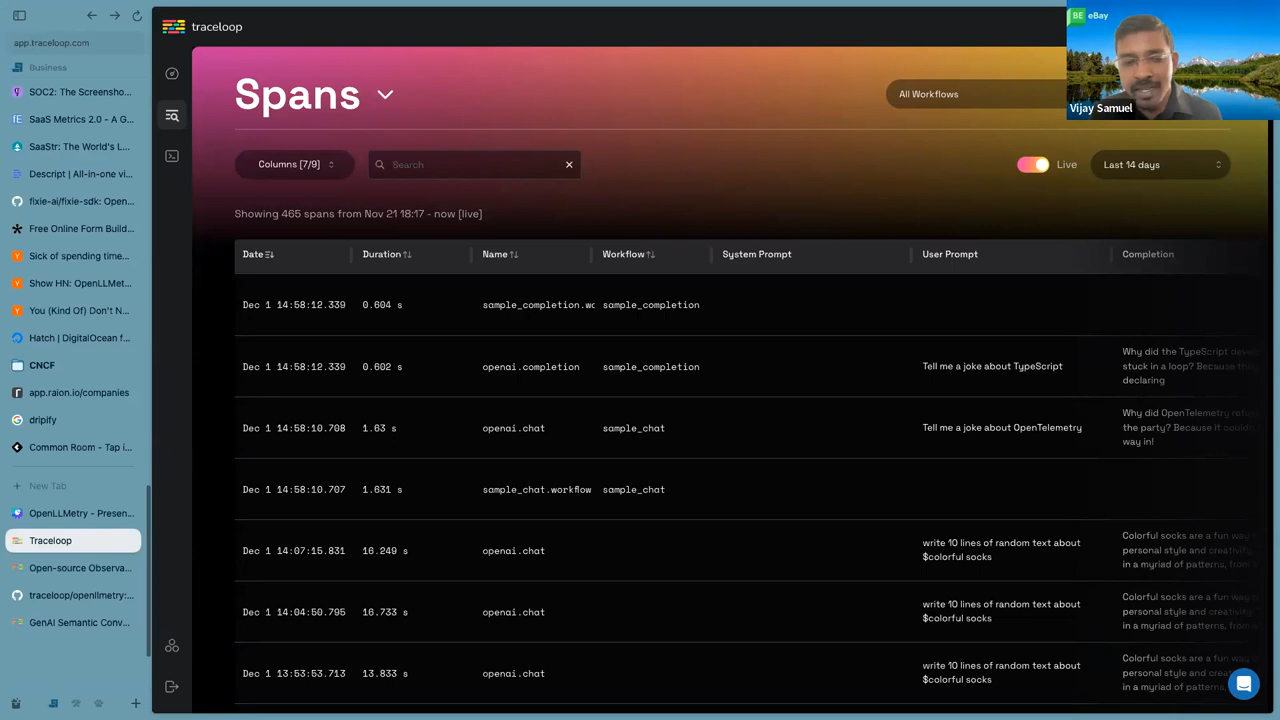 app.traceloop.com
Business
SOC2: The Screensho...
SaaS Metrics 2.0 - A G...
SaaStr: The World's L...
Descript | All-in-one vi...
fixie-ai/fixie-sdk: Open...
Free Online Form Build...
Sick of spending time...
Show HN: OpenLLMetr...
You (Kind Of) Don't N...
Hatch | DigitalOcean f...
CNCF
app.raion.io/companies
dripify
Common Room - Tap i...
New Tab
OpenLLMetry - Presen...
Traceloop
Open-source Observa...
traceloop/openllmetry:...
GenAI Semantic Conv...
traceloop
BE eBay
Vijay Samuel
Spans
All Workflows
Columns [7/9]
Search
Live
Last 14 days
Showing 465 spans from Nov 21 18:17 - now [live]
Date Duration Name Workflow System Prompt User Prompt Completion
Dec 1 14:58:12.339 0.604 s sample_completion.wo sample_completion
Dec 1 14:58:12.339 0.602 s openai.completion sample_completion Tell me a joke about TypeScript
Why did the TypeScript deve
stuck in a loop? Because they
declaring
Dec 1 14:58:10.708 1.63 s openai.chat sample_chat Tell me a joke about OpenTelemetry
Why did OpenTelemetry refus
the party? Because it could
way in!
Dec 1 14:58:10.707 1.631 s sample_chat.workflow sample_chat
Dec 1 14:07:15.831 16.249 s openai.chat
write 10 lines of random text about
$colorful socks
Colorful socks are a fun way
personal style and creativity.
in a myriad of patterns, from
Dec 1 14:04:50.795 16.733 s openai.chat
write 10 lines of random text about
$colorful socks
Colorful socks are a fun way
personal style and creativity.
in a myriad of patterns, from
Dec 1 13:53:53.713 13.833 s openai.chat
write 10 lines of random text about
$colorful socks
Colorful socks are a fun way
personal style and creativity.
in a myriad of patterns, from